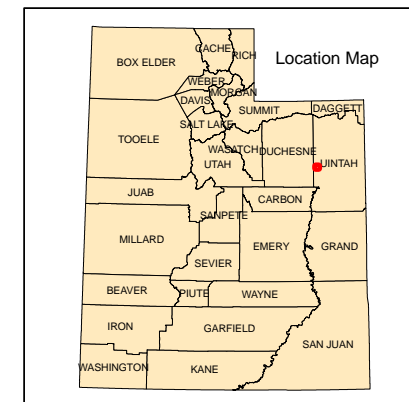 Location Map
BOX ELDER
CACHE
RICH
WEBER
MORGAN
DAVIS
SUMMIT
DAGGETT
SALT LAKE
TOOELE
WASATCH
DUCHESNE
UINTAH
UTAH
JUAB
CARBON
SANPETE
MILLARD
EMERY
GRAND
SEVIER
BEAVER
PIUTE
WAYNE
IRON
GARFIELD
SAN JUAN
WASHINGTON
KANE